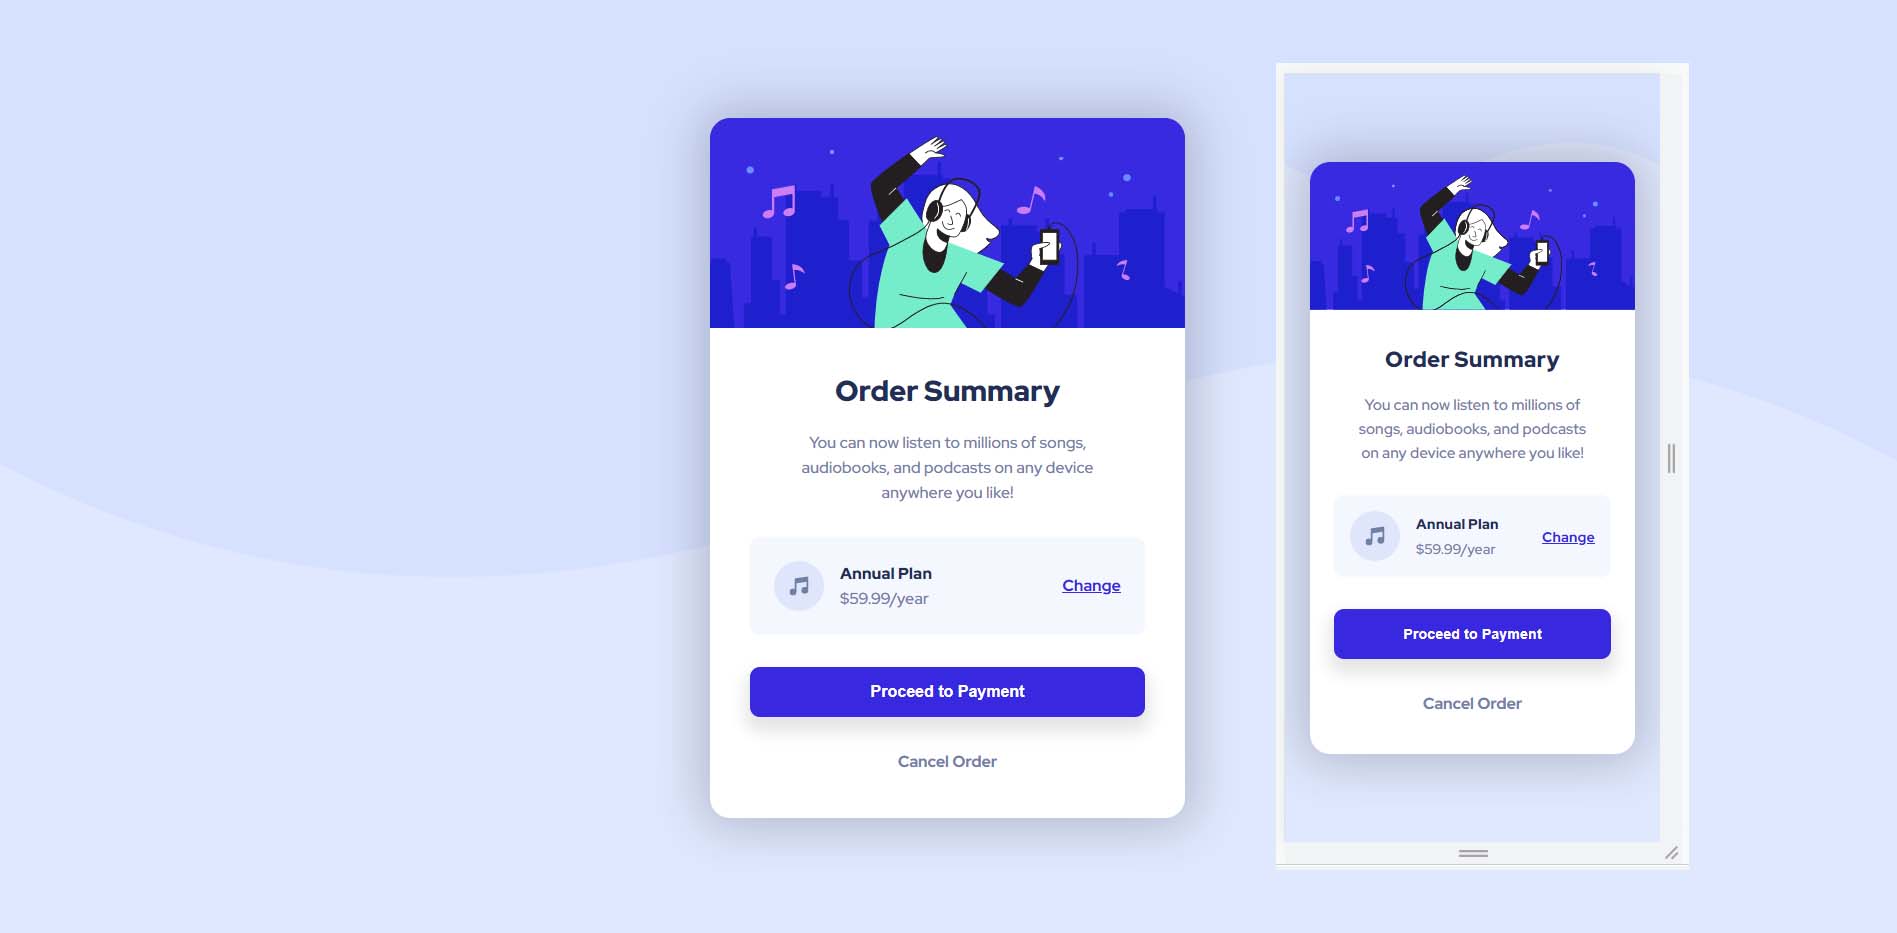 Order Summary
You can now listen to millions of songs,
audiobooks, and podcasts on any device
anywhere you like!
Annual Plan
$59.99/year
Change
Proceed to Payment
Cancel Order
Order Summary
You can now listen to millions of
songs, audiobooks, and podcasts
on any device anywhere you like!
Annual Plan
$59.99/year
Change
Proceed to Payment
Cancel Order